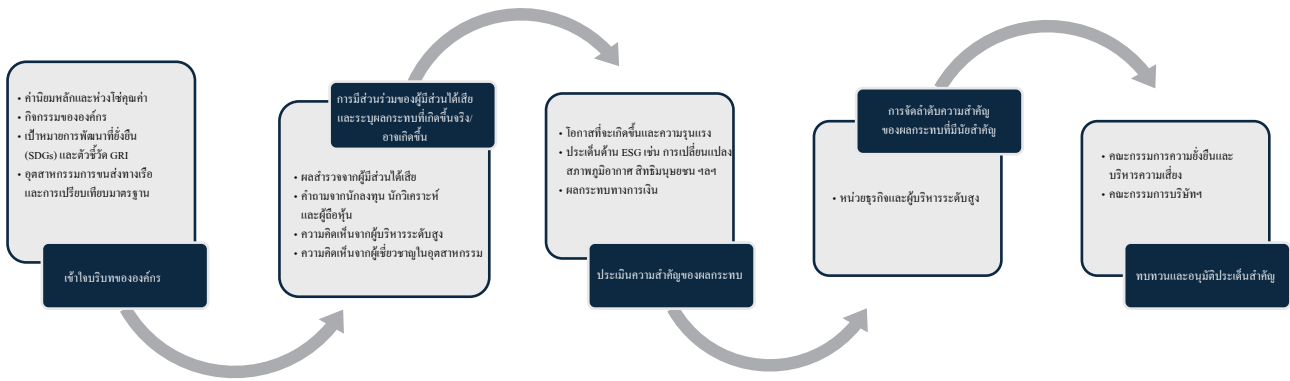 • ค่านิยมหลักและห่วงโซ่คุณค่า
• กิจกรรมขององค์กร
• เป้าหมายการพัฒนาที่ยั่งยืน
(SDGs) และตัวชี้วัด GRI
• อุตสาหกรรมการขนส่งทางเรือ
และการเปรียบเทียบมาตรฐาน
เข้าใจบริบทขององค์กร
การมีส่วนร่วมของผู้มีส่วนได้เสีย
และระบุผลกระทบที่เกิดขึ้นจริง/
อาจเกิดขึ้น
• ผลสำรวจจากผู้มีส่วนได้เสีย
• คำถามจากนักลงทุน นักวิเคราะห์
และผู้ถือหุ้น
• ความคิดเห็นจากผู้บริหารระดับสูง
• ความคิดเห็นจากผู้เชี่ยวชาญในอุตสาหกรรม
• โอกาสที่จะเกิดขึ้นและความรุนแรง
• ประเด็นด้าน ESG เช่น การเปลี่ยนแปลง
สภาพภูมิอากาศ สิทธิมนุษยชน ฯลฯ
• ผลกระทบทางการเงิน
ประเมินความสำคัญของผลกระทบ
การจัดลำดับความสำคัญ
ของผลกระทบที่มีนัยสำคัญ
• หน่วยธุรกิจและผู้บริหารระดับสูง
• คณะกรรมการความยั่งยืนและ
บริหารความเสี่ยง
• คณะกรรมการบริษัทฯ
ทบทวนและอนุมัติประเด็นสำคัญ